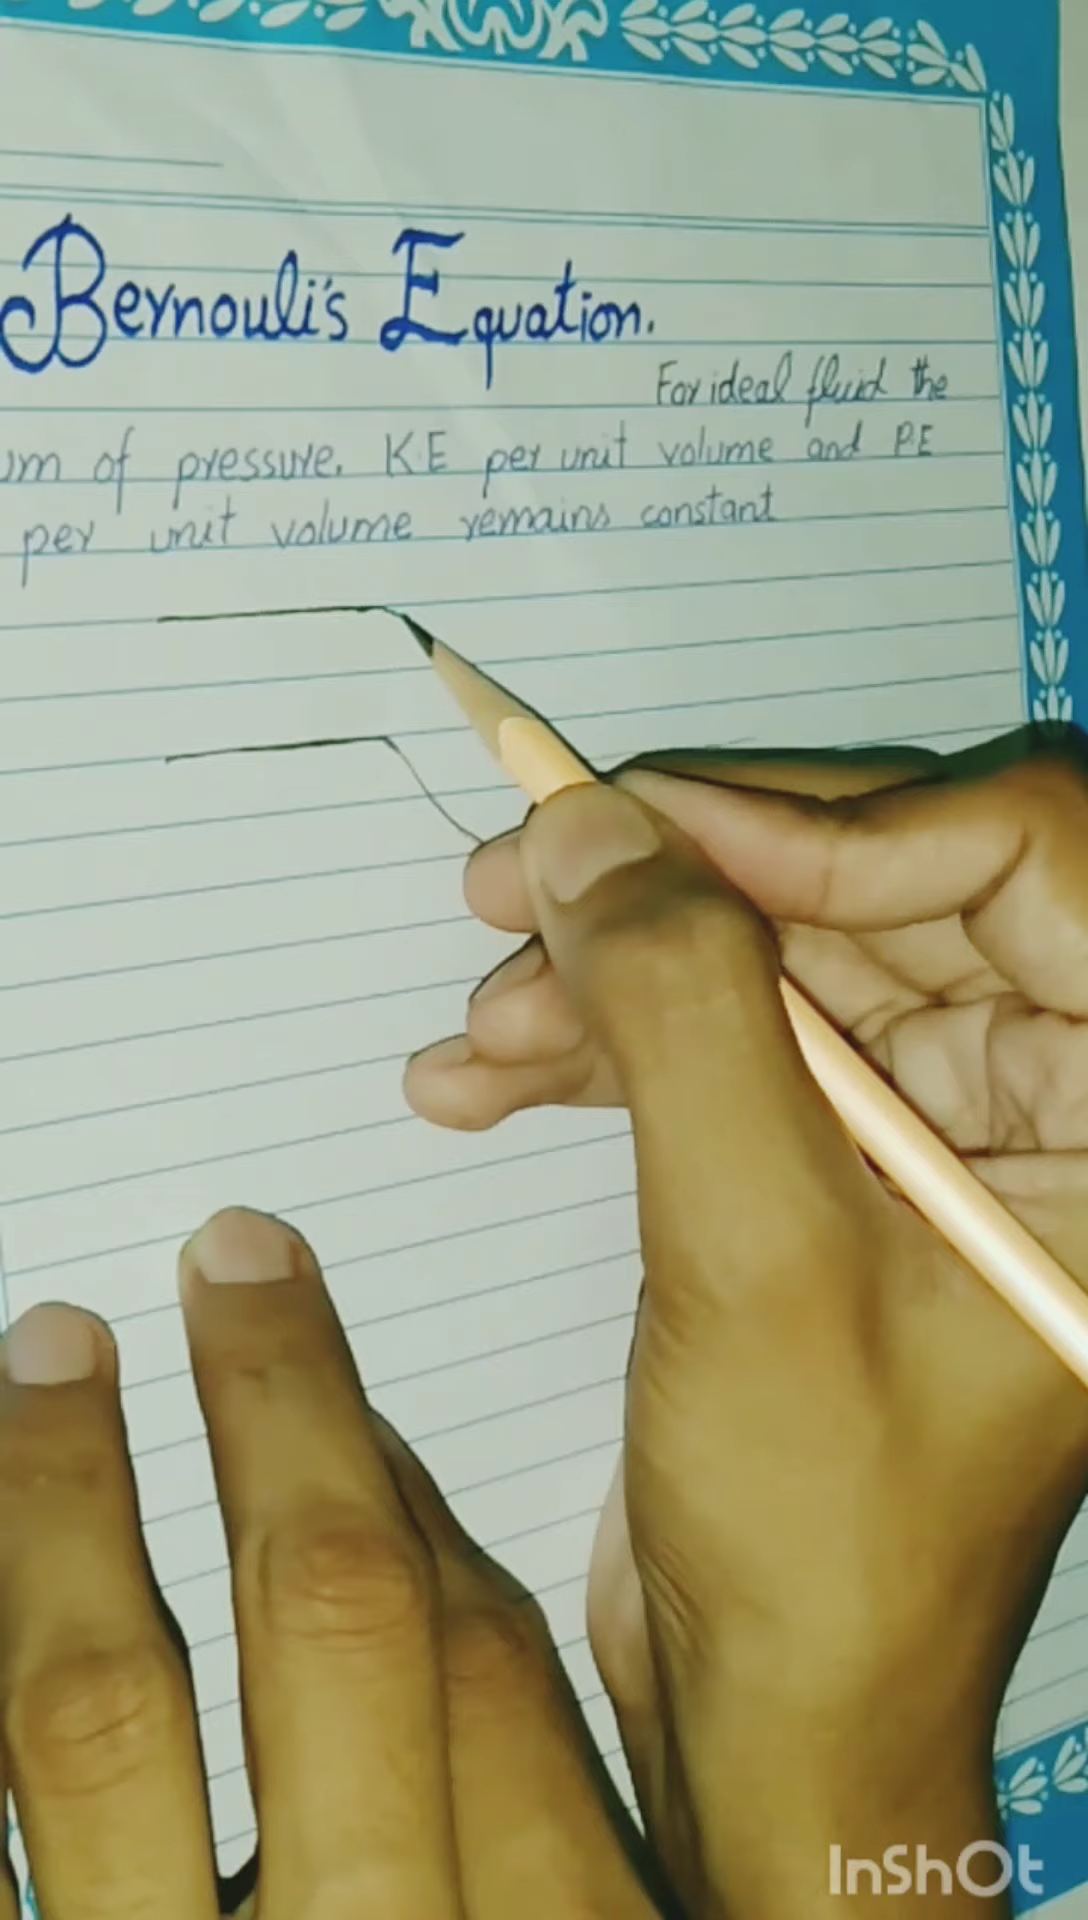 Bernouli's Equation.
For ideal fluid the
um of pressure. K.E per unit volume and P.E
per unit volume remains constant
InShOt